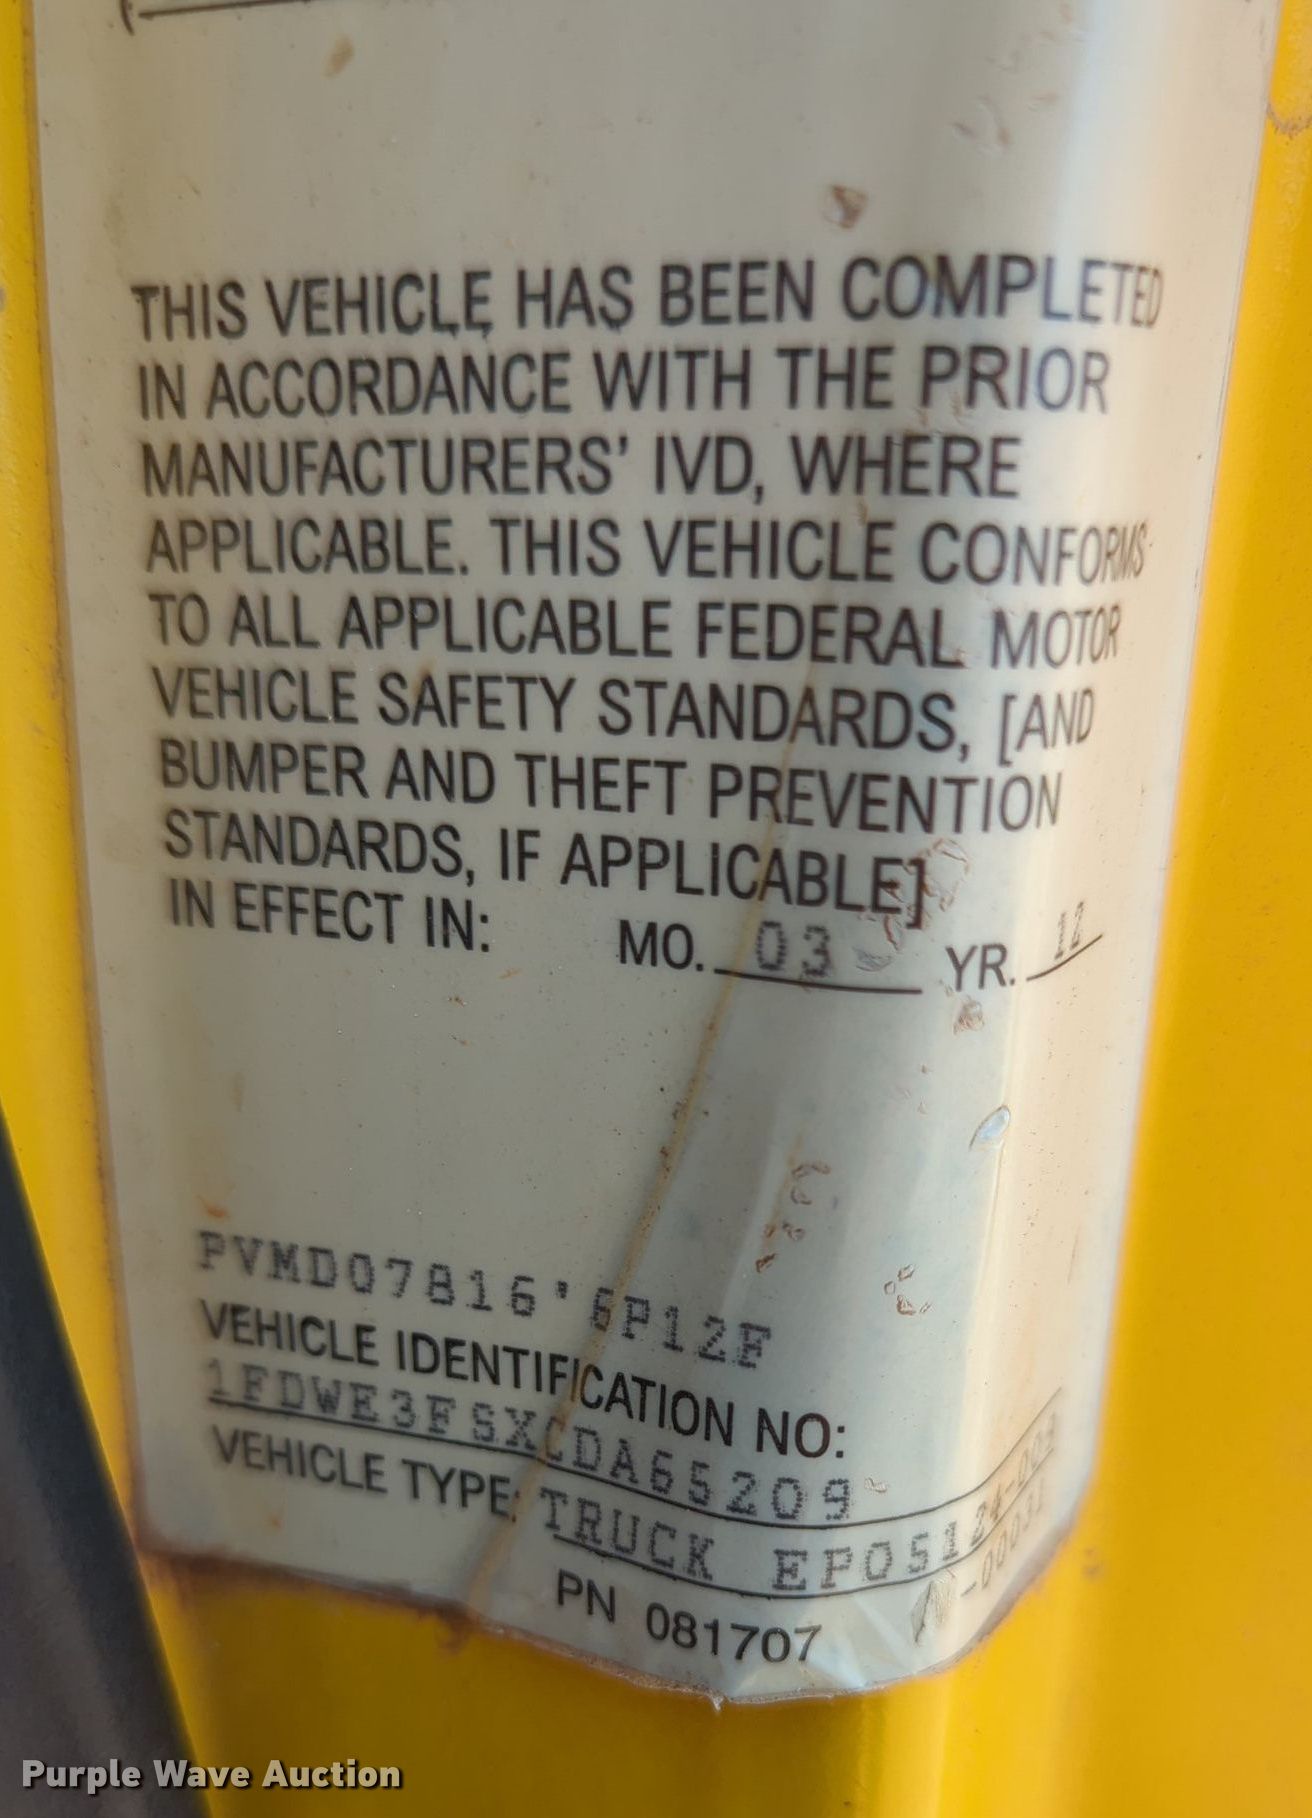 THIS VEHICLE HAS BEEN COMPLETED
IN ACCORDANCE WITH THE PRIOR
MANUFACTURERS' IVD, WHERE
APPLICABLE. THIS VEHICLE CONFORMS
TO ALL APPLICABLE FEDERAL MOTOR
VEHICLE SAFETY STANDARDS, [AND
BUMPER AND THEFT PREVENTION
STANDARDS, IF APPLICABLE]
IN EFFECT IN: MO. 03 YR. 12
PVMD07816'6P12F
VEHICLE IDENTIFICATION NO:
1FDWE3FSXCDA65209
VEHICLE TYPE: TRUCK
PN 081707
Purple Wave Auction